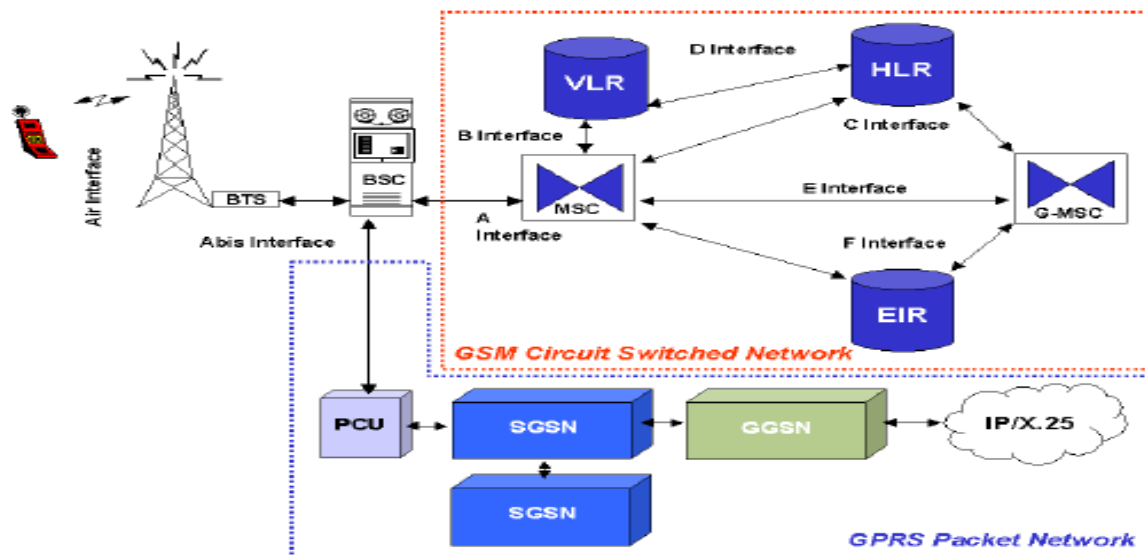 D Interface
VLR
HLR
B Interface
C Interface
Air Interface
BSC
MSC
E Interface
G-MSC
BTS
A
Interface
Abis Interface
F Interface
EIR
GSM Circuit Switched Network
PCU
SGSN
GGSN
IP/X.25
SGSN
GPRS Packet Network